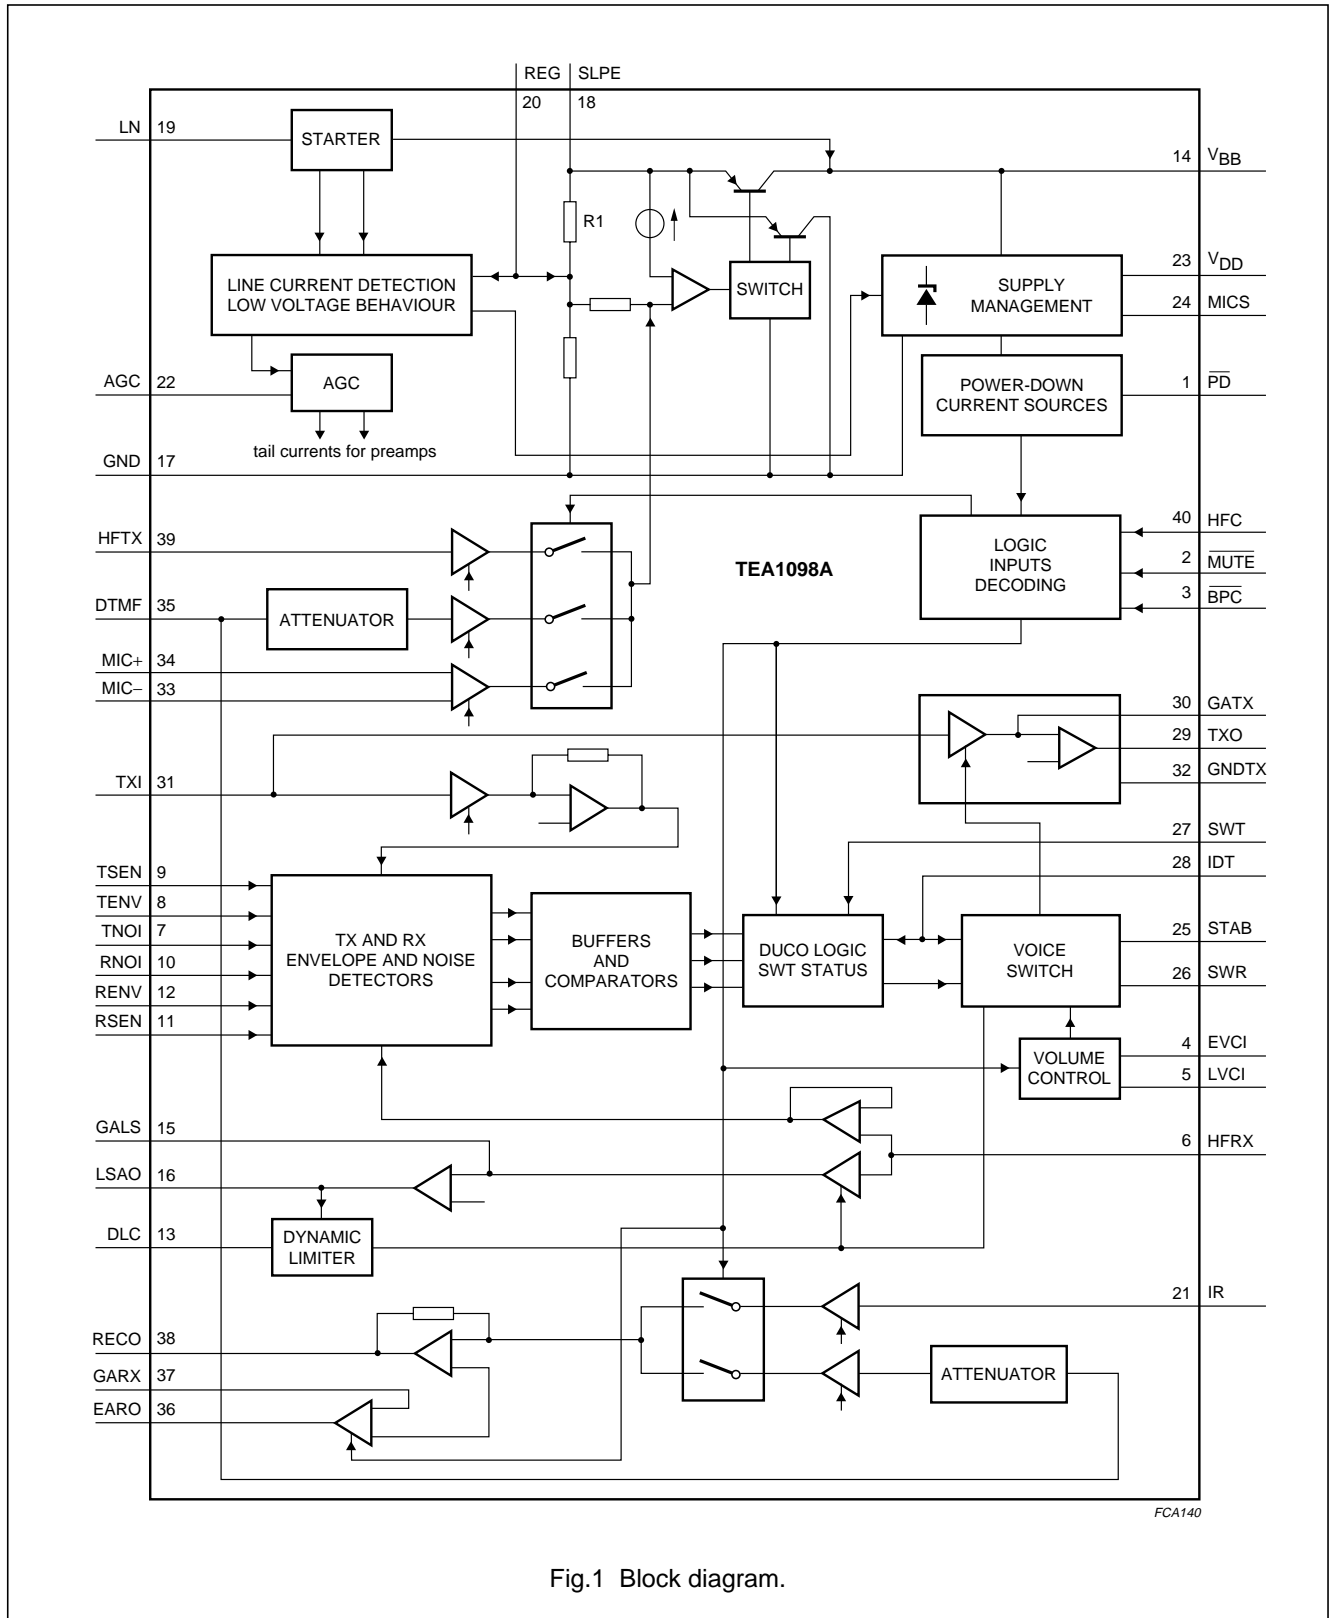 REG SLPE
20 18
LN 19
STARTER
14 VBB
R1
LINE CURRENT DETECTION
LOW VOLTAGE BEHAVIOUR
SWITCH
SUPPLY
MANAGEMENT
23 VDD
24 MICS
AGC 22
AGC
POWER-DOWN
CURRENT SOURCES
1 P̅D̅
tail currents for preamps
GND 17
HFTX 39
LOGIC
INPUTS
DECODING
40 HFC
2 M̅U̅T̅E̅
3 B̅P̅C̅
TEA1098A
DTMF 35
ATTENUATOR
MIC+ 34
MIC− 33
30 GATX
29 TXO
32 GNDTX
TXI 31
27 SWT
28 IDT
TSEN 9
TENV 8
TNOI 7
RNOI 10
RENV 12
RSEN 11
TX AND RX
ENVELOPE AND NOISE
DETECTORS
BUFFERS
AND
COMPARATORS
DUCO LOGIC
SWT STATUS
VOICE
SWITCH
25 STAB
26 SWR
VOLUME
CONTROL
4 EVCI
5 LVCI
GALS 15
6 HFRX
LSAO 16
DLC 13
DYNAMIC
LIMITER
21 IR
RECO 38
GARX 37
EARO 36
ATTENUATOR
FCA140
Fig.1 Block diagram.